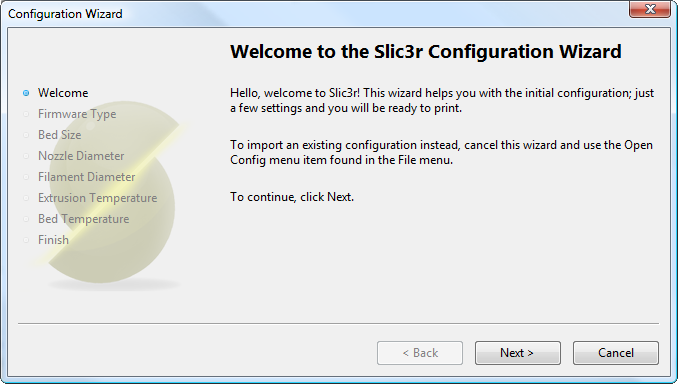 Configuration Wizard
Welcome to the Slic3r Configuration Wizard
Welcome
Firmware Type
Bed Size
Nozzle Diameter
Filament Diameter
Extrusion Temperature
Bed Temperature
Finish
Hello, welcome to Slic3r! This wizard helps you with the initial configuration; just
a few settings and you will be ready to print.
To import an existing configuration instead, cancel this wizard and use the Open
Config menu item found in the File menu.
To continue, click Next.
< Back
Next >
Cancel